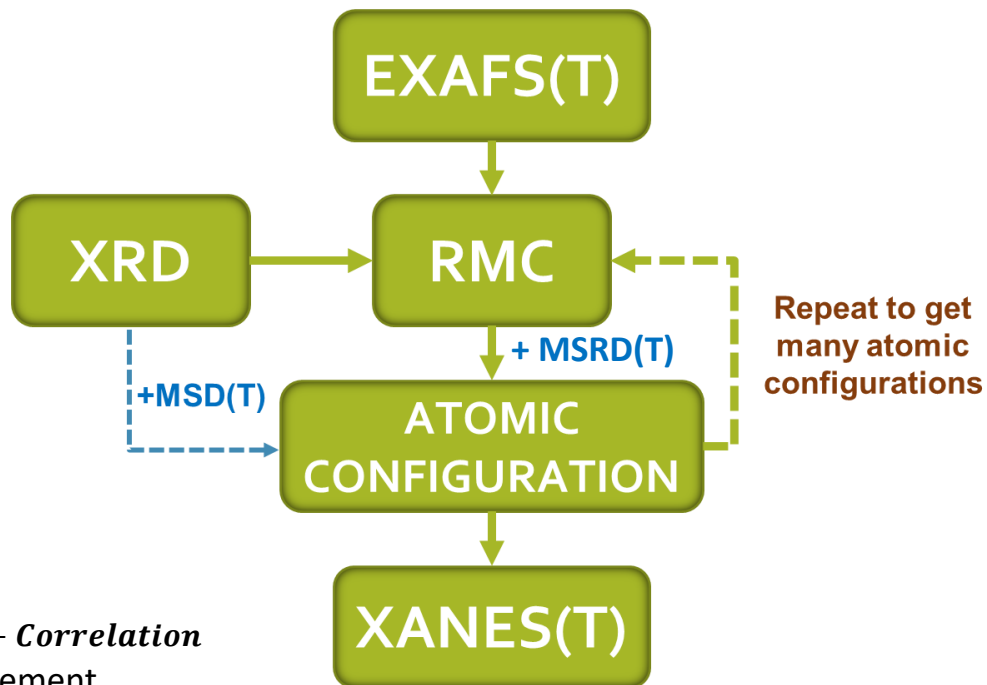 EXAFS(T)
XRD
RMC
Repeat to get
many atomic
configurations
+ MSRD(T)
+MSD(T)
ATOMIC
CONFIGURATION
XANES(T)
- Correlation